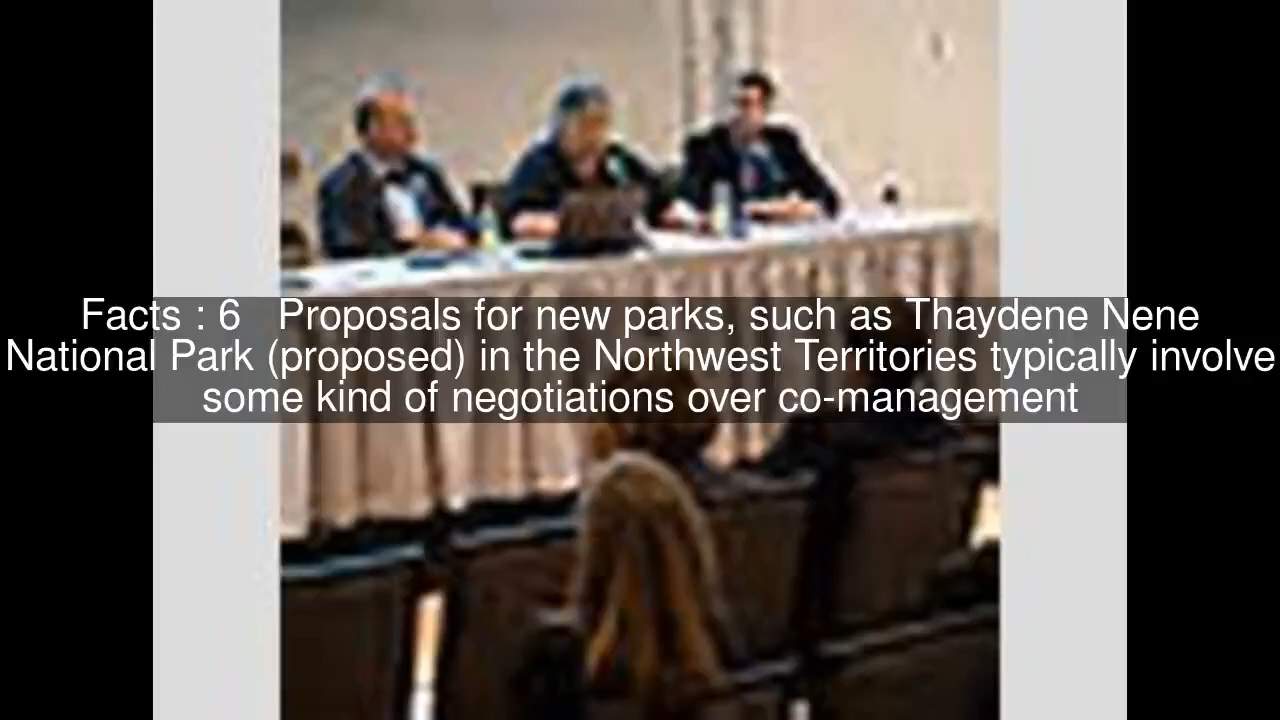 Facts : 6 Proposals for new parks, such as Thaydene Nene
National Park (proposed) in the Northwest Territories typically involve
some kind of negotiations over co-management